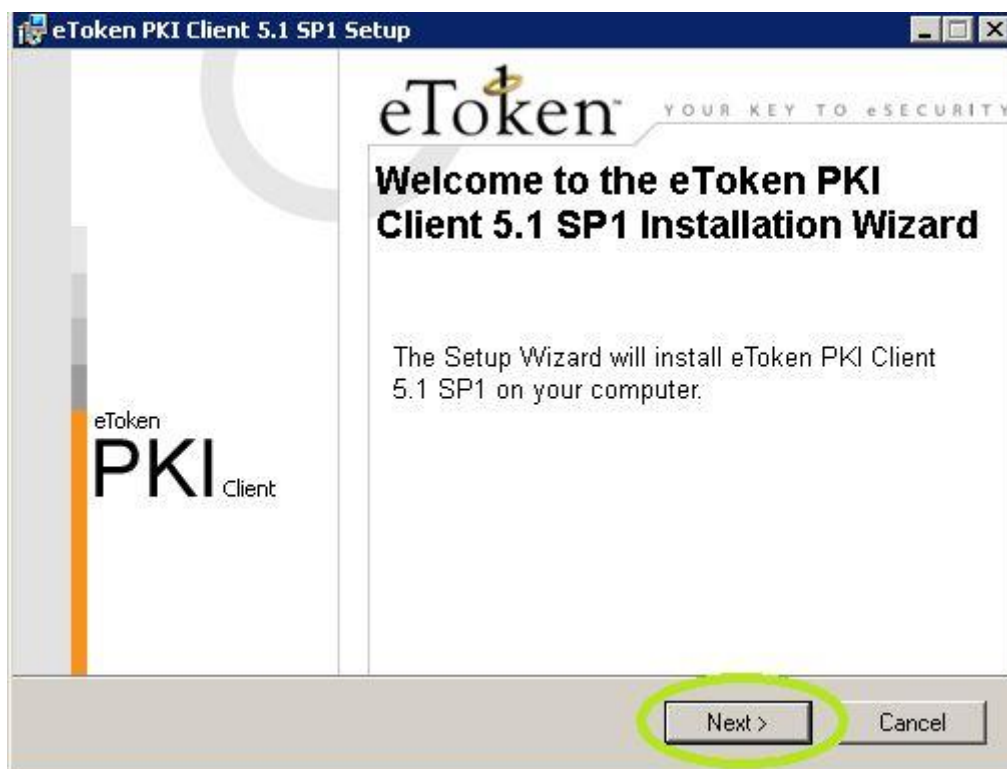 eToken PKI Client 5.1 SP1 Setup
eToken™ YOUR KEY TO eSECURITY
Welcome to the eToken PKI
Client 5.1 SP1 Installation Wizard
The Setup Wizard will install eToken PKI Client
5.1 SP1 on your computer.
eToken
PKI Client
Next > Cancel